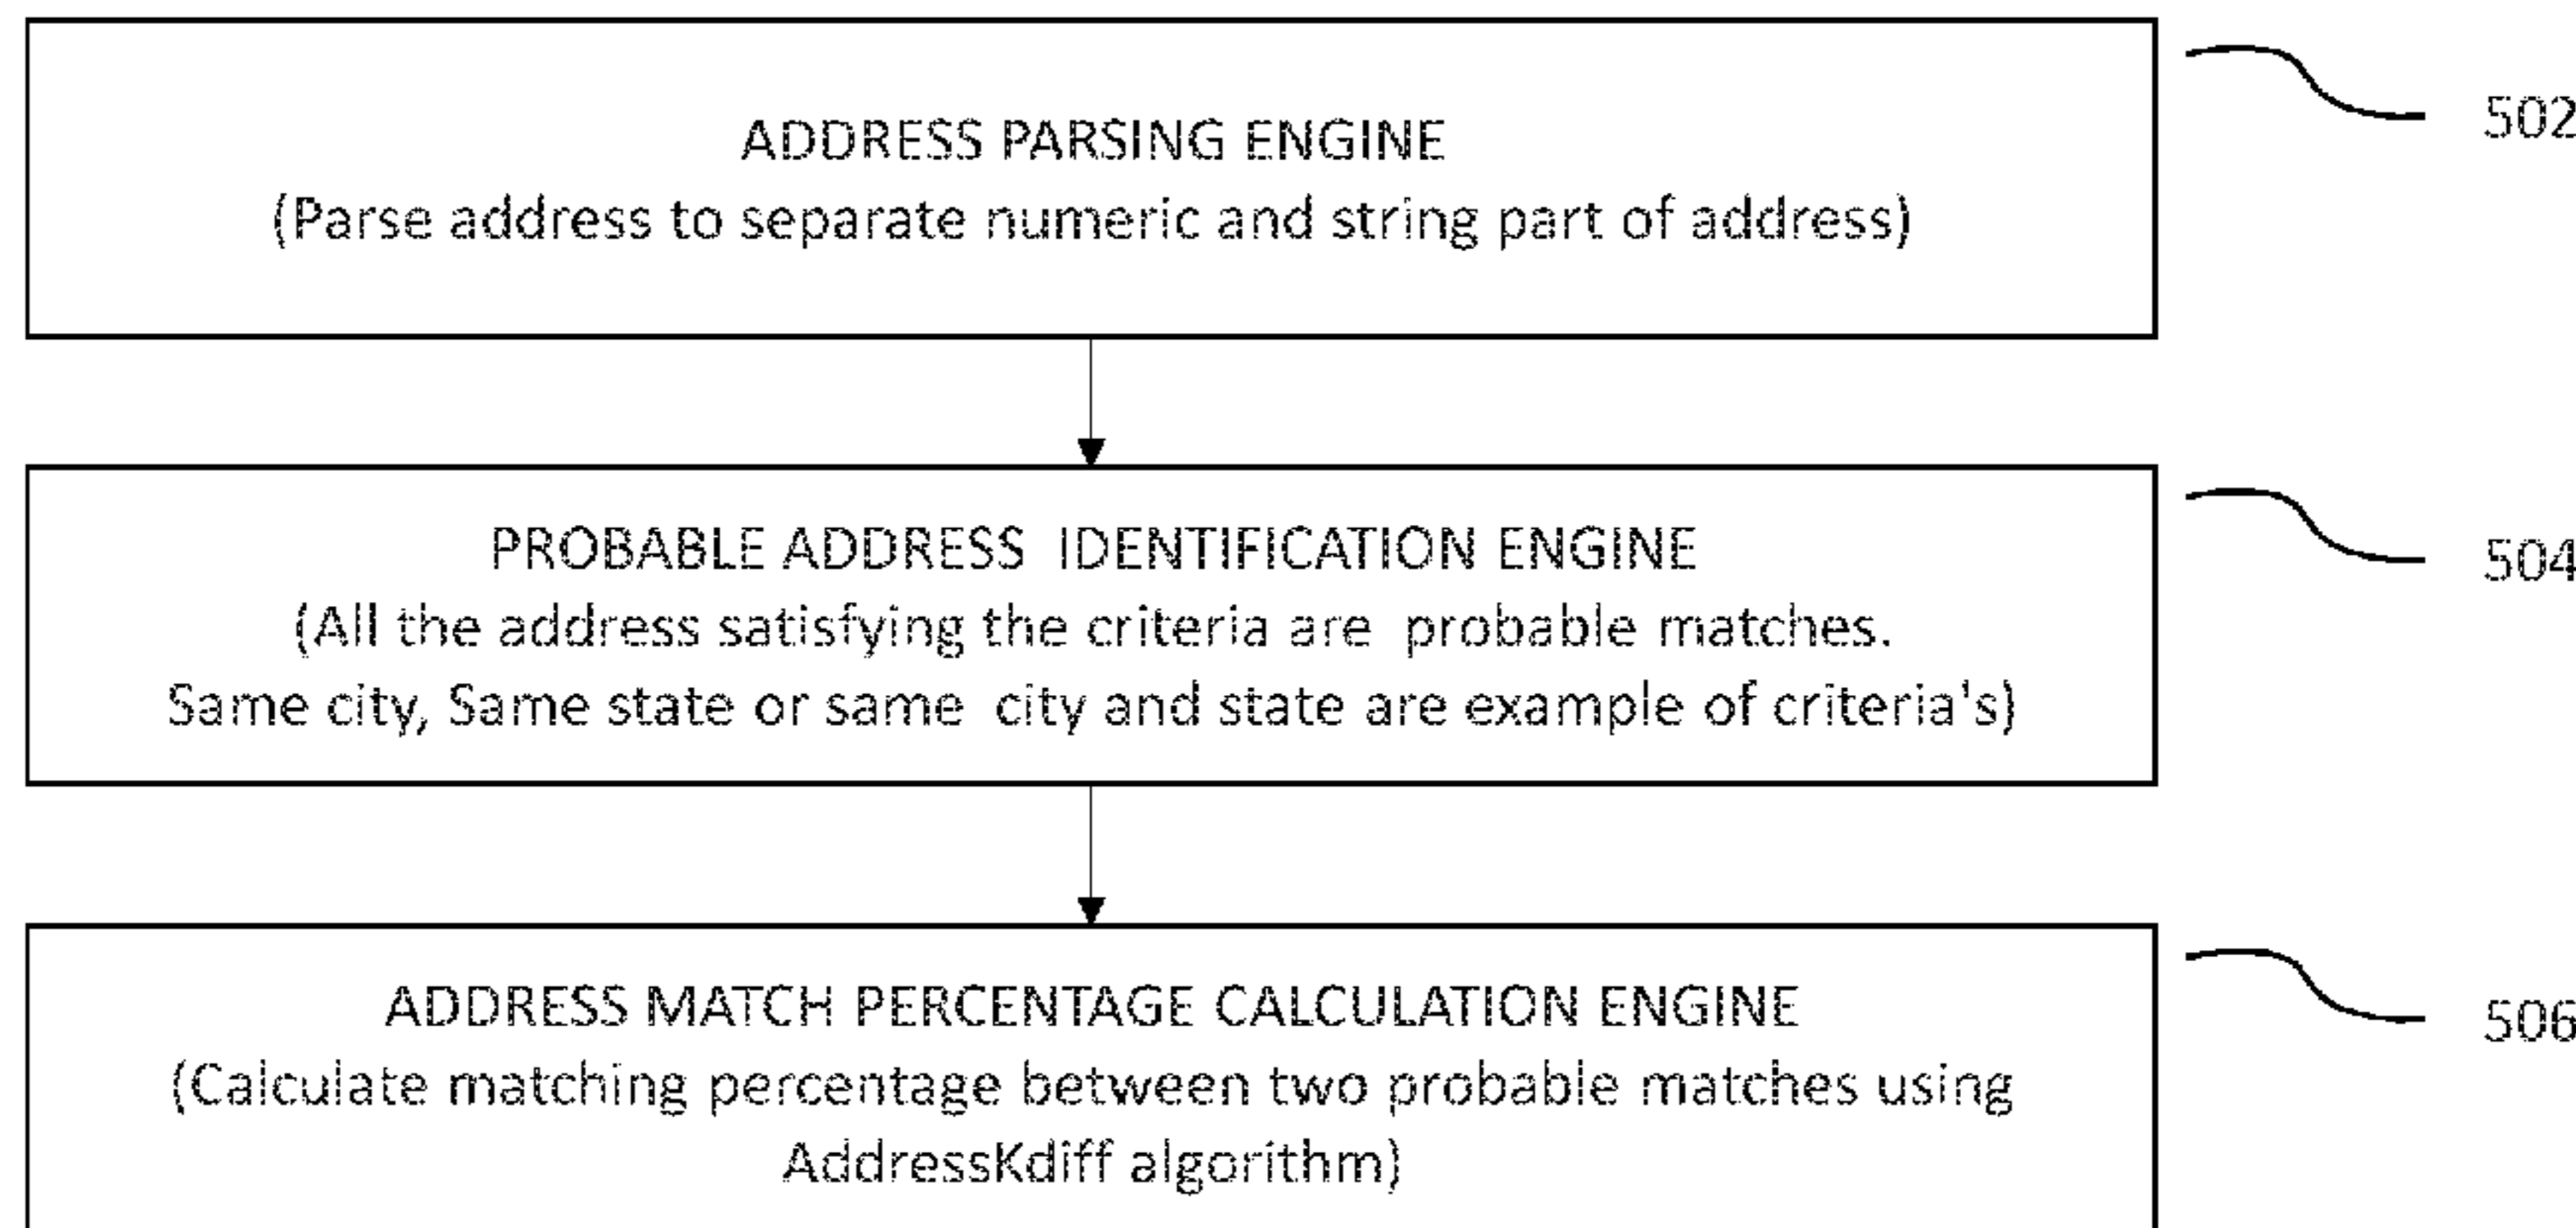 ADDRESS PARSING ENGINE
(Parse address to separate numeric and string part of address)
502
PROBABLE ADDRESS IDENTIFICATION ENGINE
(All the address satisfying the criteria are probable matches.
Same city, Same state or same city and state are example of criteria's)
504
ADDRESS MATCH PERCENTAGE CALCULATION ENGINE
(Calculate matching percentage between two probable matches using
AddressKdiff algorithm)
506